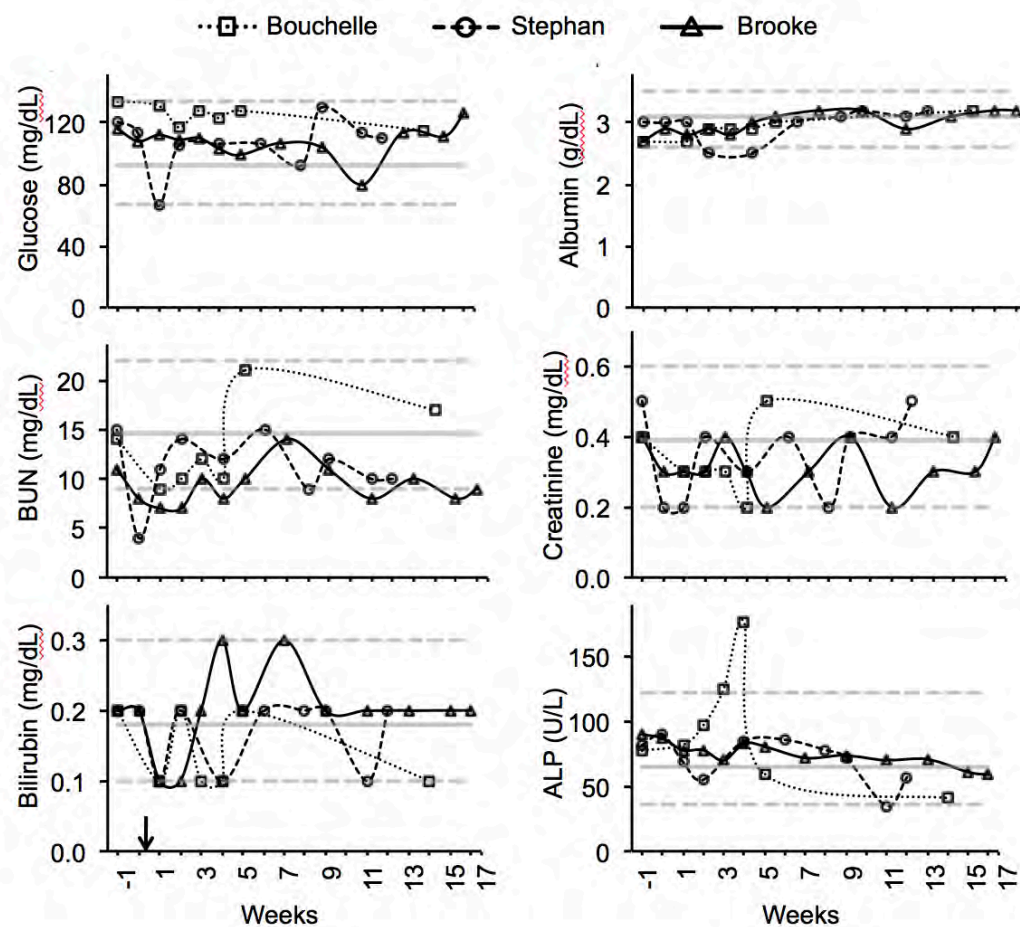 Bouchelle Stephan Brooke
Glucose (mg/dL)
120
80
40
0
Albumin (g/dL)
3
2
1
0
BUN (mg/dL)
20
15
10
5
0
Creatinine (mg/dL)
0.6
0.4
0.2
0.0
Bilirubin (mg/dL)
0.3
0.2
0.1
0.0
-1 1 3 5 7 9 11 13 15 17
Weeks
ALP (U/L)
150
100
50
0
-1 1 3 5 7 9 11 13 15 17
Weeks